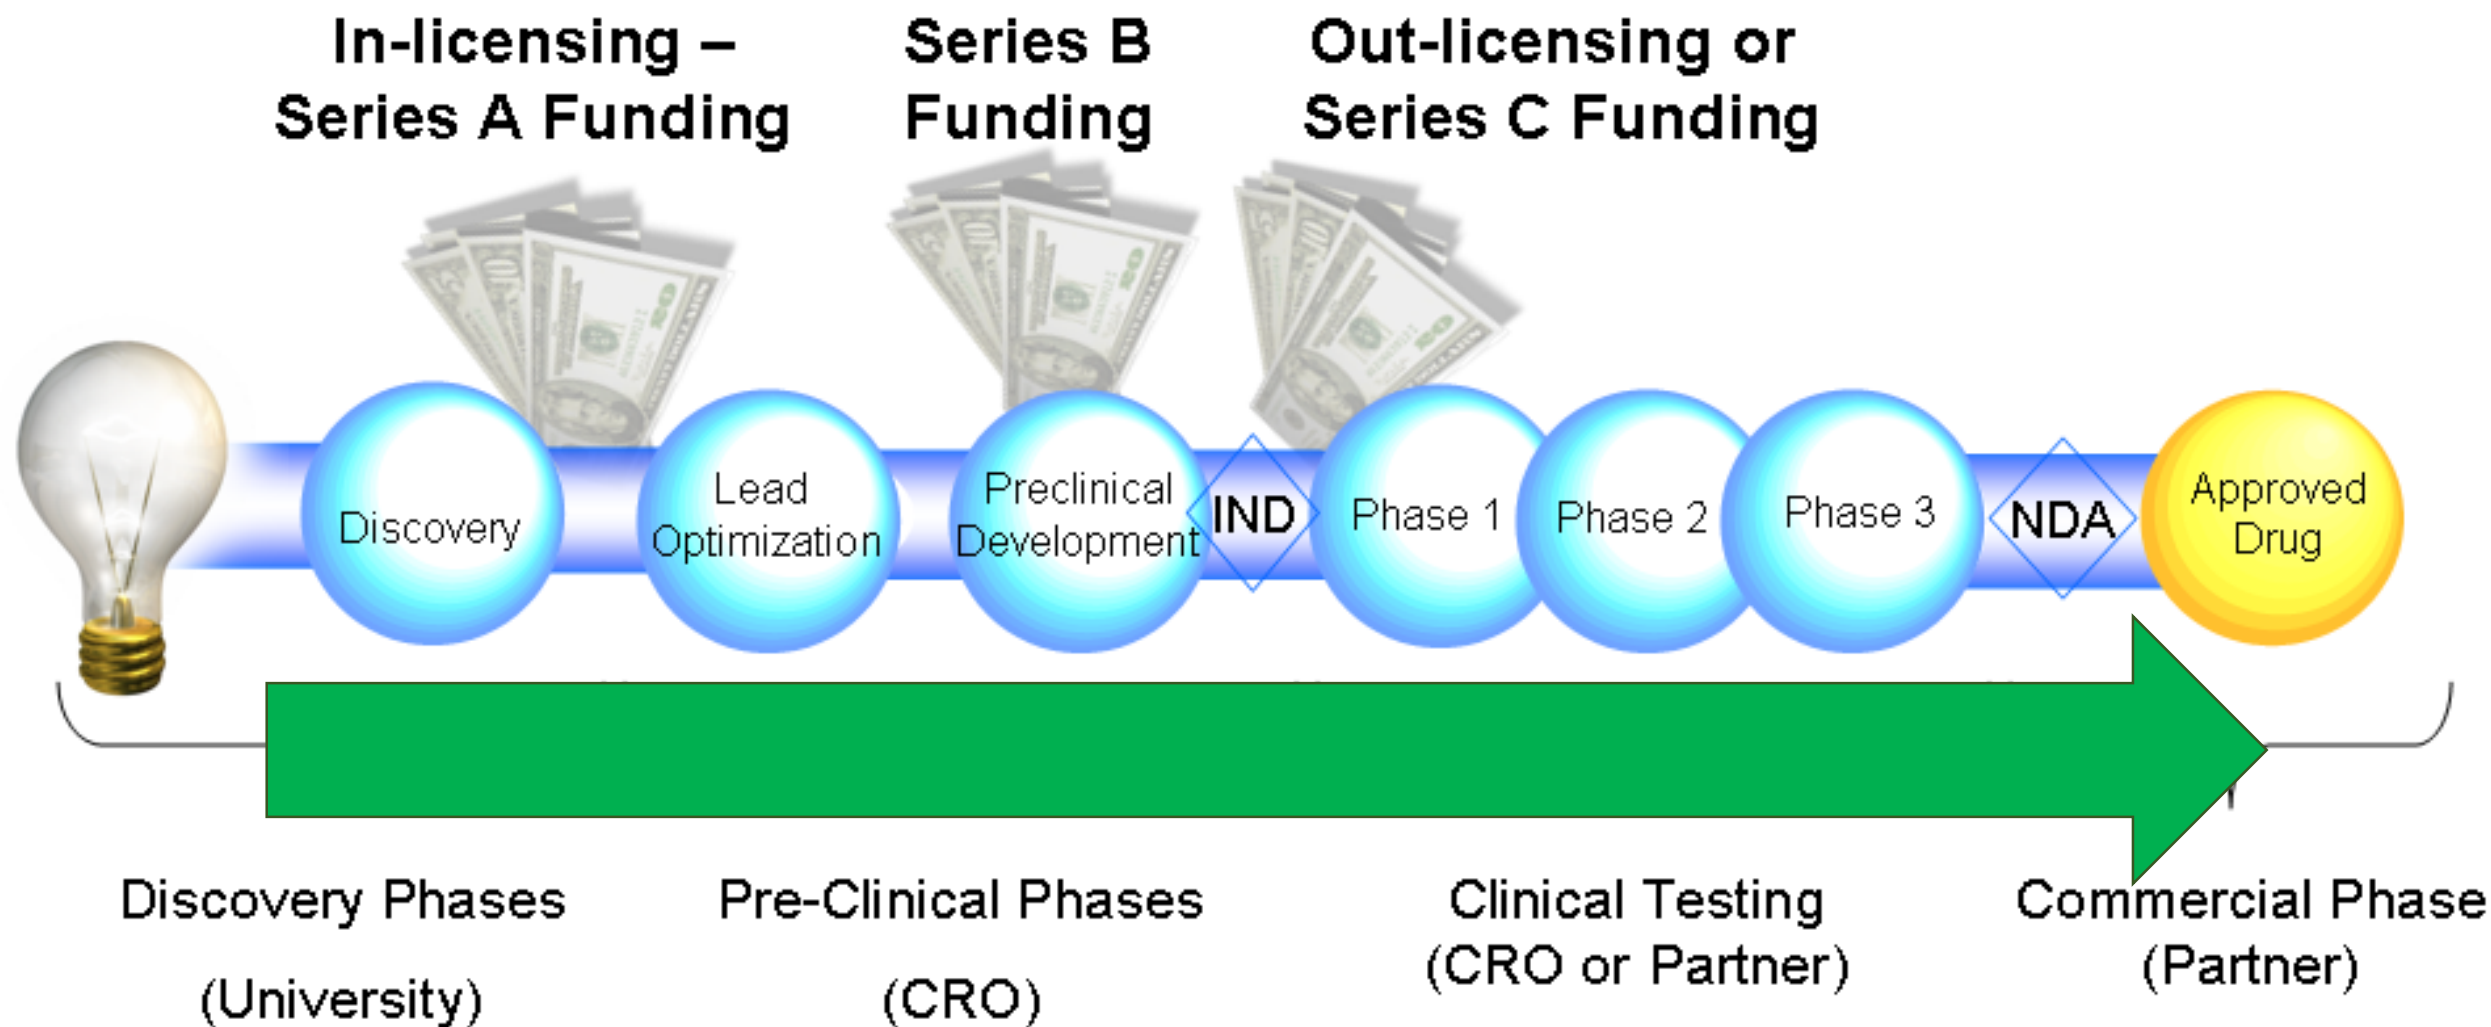 In-licensing –
Series A Funding
Series B
Funding
Out-licensing or
Series C Funding
Discovery
Lead
Optimization
Preclinical
Development
IND
Phase 1
Phase 2
Phase 3
NDA
Approved
Drug
Discovery Phases
(University)
Pre-Clinical Phases
(CRO)
Clinical Testing
(CRO or Partner)
Commercial Phase
(Partner)